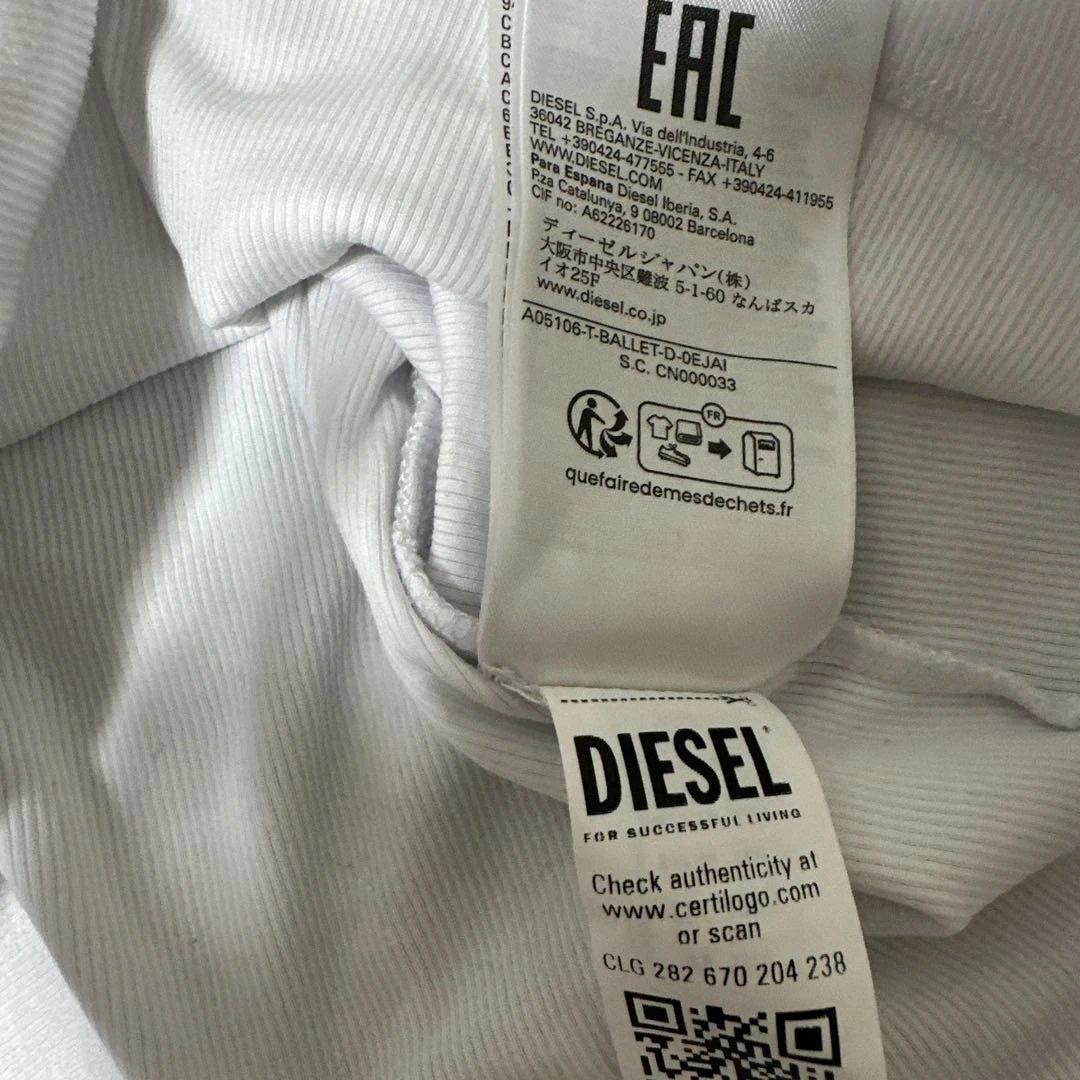 EAC
DIESEL S.p.A. Via dell'Industria, 4-6
36042 BREGANZE-VICENZA-ITALY
TEL +390424-477555 - FAX +390424-411955
WWW.DIESEL.COM
Para Espana Diesel Iberia, S.A.
P.za Catalunya, 9 08002 Barcelona
CIF no: A62226170
ディーゼルジャパン(株)
大阪市中央区難波 5-1-60 なんばスカ
イオ25F
www.diesel.co.jp
A05106-T-BALLET-D-0EJAI
S.C. CN000033
FR
quefairedemesdechets.fr
DIESEL
FOR SUCCESSFUL LIVING
Check authenticity at
www.certilogo.com
or scan
CLG 282 670 204 238